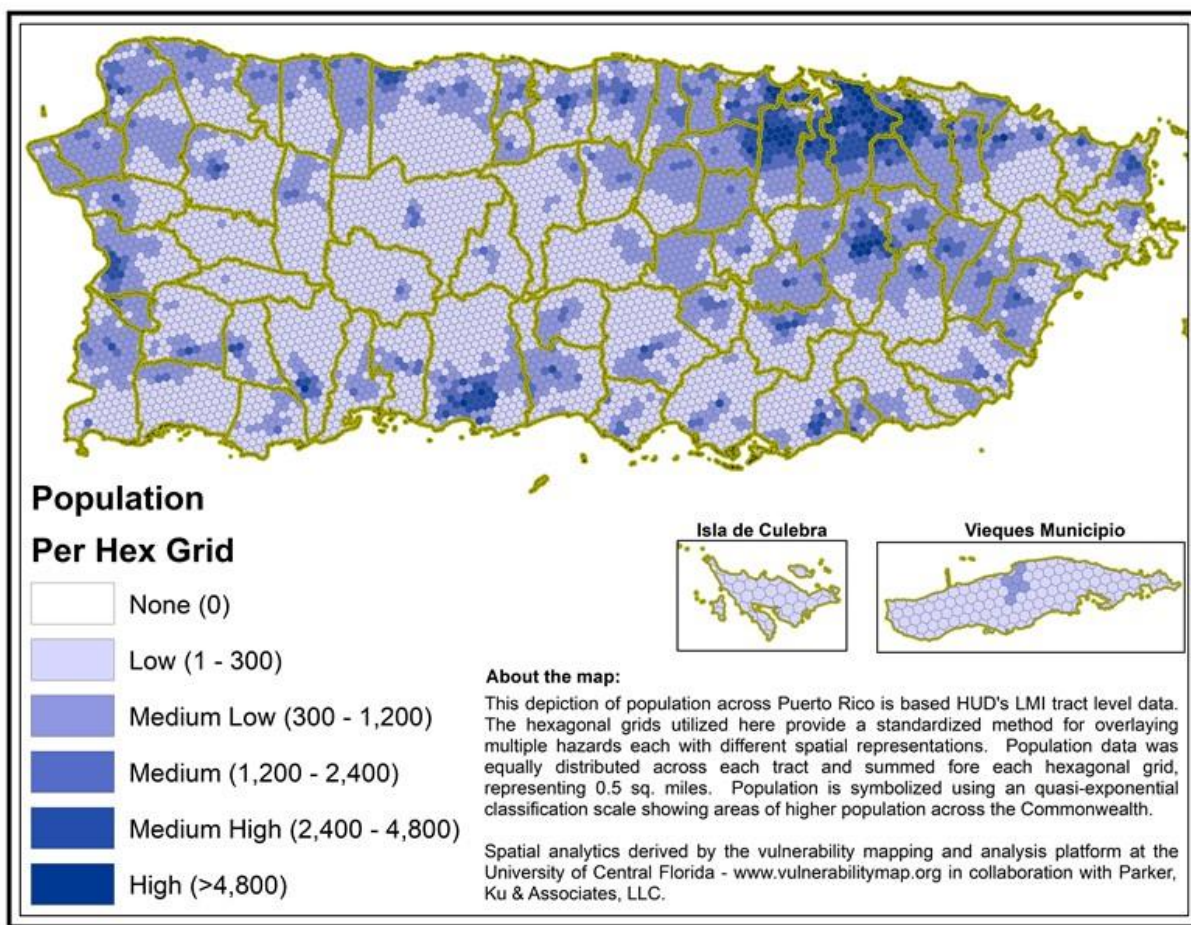 Population
Per Hex Grid
None (0)
Low (1 - 300)
Medium Low (300 - 1,200)
Medium (1,200 - 2,400)
Medium High (2,400 - 4,800)
High (>4,800)
Isla de Culebra
Vieques Municipio
About the map:
This depiction of population across Puerto Rico is based HUD's LMI tract level data.
The hexagonal grids utilized here provide a standardized method for overlaying
multiple hazards each with different spatial representations. Population data was
equally distributed across each tract and summed fore each hexagonal grid,
representing 0.5 sq. miles. Population is symbolized using an quasi-exponential
classification scale showing areas of higher population across the Commonwealth.
Spatial analytics derived by the vulnerability mapping and analysis platform at the
University of Central Florida - www.vulnerabilitymap.org in collaboration with Parker,
Ku & Associates, LLC.